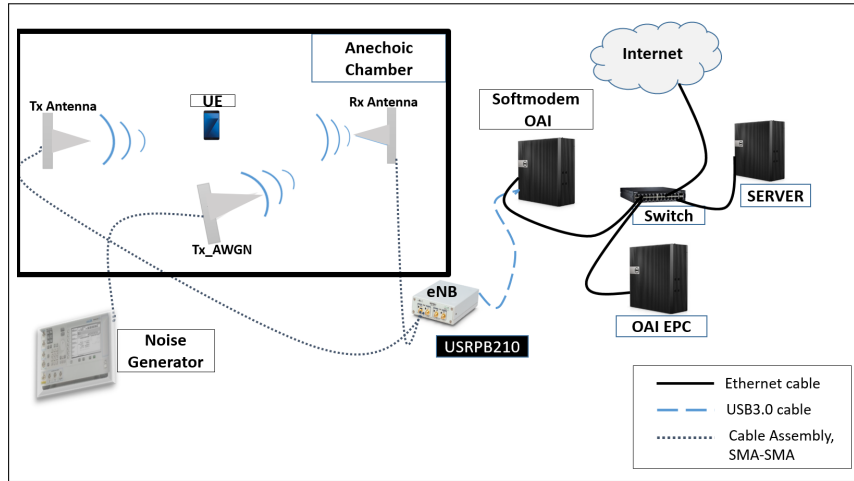 Anechoic
Chamber
Internet
Tx Antenna
UE
Rx Antenna
Softmodem
OAI
SERVER
Switch
Tx_AWGN
eNB
OAI EPC
Noise
Generator
USRPB210
Ethernet cable
USB3.0 cable
Cable Assembly,
SMA-SMA